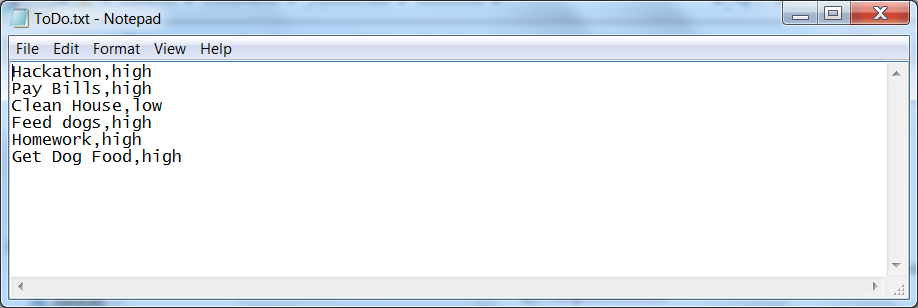 ToDo.txt - Notepad
File Edit Format View Help
Hackathon,high
Pay Bills,high
Clean House,low
Feed dogs,high
Homework,high
Get Dog Food,high